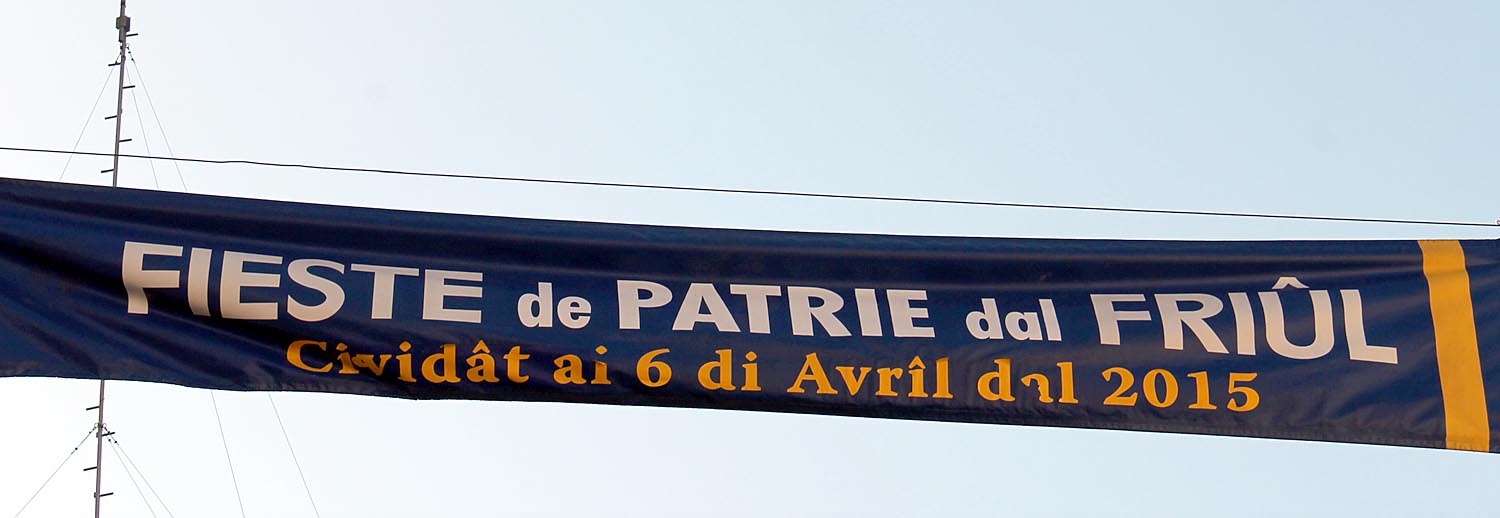 FIESTE de PATRIE dal FRIÛL
Cividât ai 6 di Avrîl dal 2015